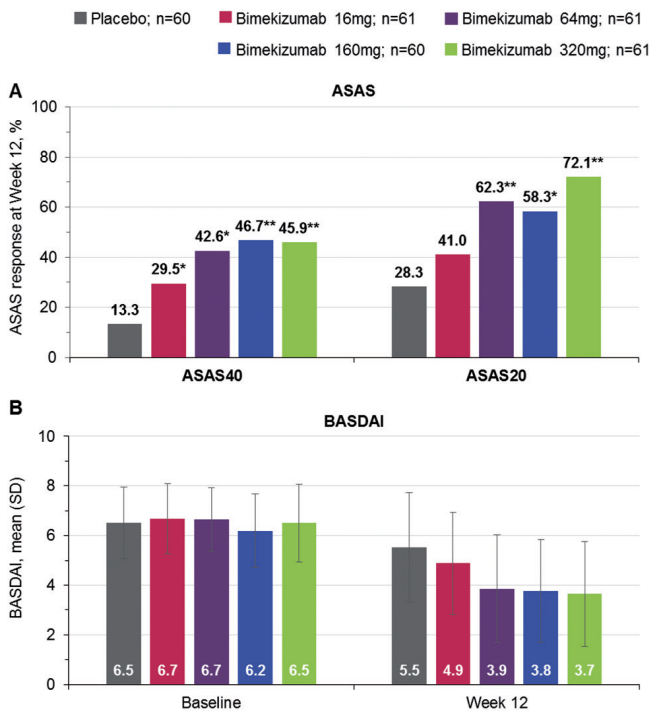 Placebo; n=60 Bimekizumab 16mg; n=61 Bimekizumab 64mg; n=61
Bimekizumab 160mg; n=60 Bimekizumab 320mg; n=61
A
ASAS
ASAS response at Week 12, %
100
80
60
40
20
0
13.3 29.5* 42.6* 46.7** 45.9**
28.3 41.0 62.3** 58.3* 72.1**
ASAS40 ASAS20
B
BASDAI
BASDAI, mean (SD)
10
8
6
4
2
0
6.5 6.7 6.7 6.2 6.5
5.5 4.9 3.9 3.8 3.7
Baseline Week 12